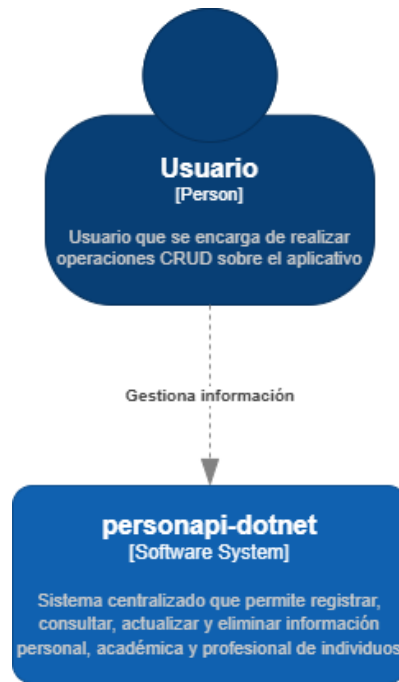 Usuario
[Person]
Usuario que se encarga de realizar
operaciones CRUD sobre el aplicativo
Gestiona información
personapi-dotnet
[Software System]
Sistema centralizado que permite registrar,
consultar, actualizar y eliminar información
personal, académica y profesional de individuos